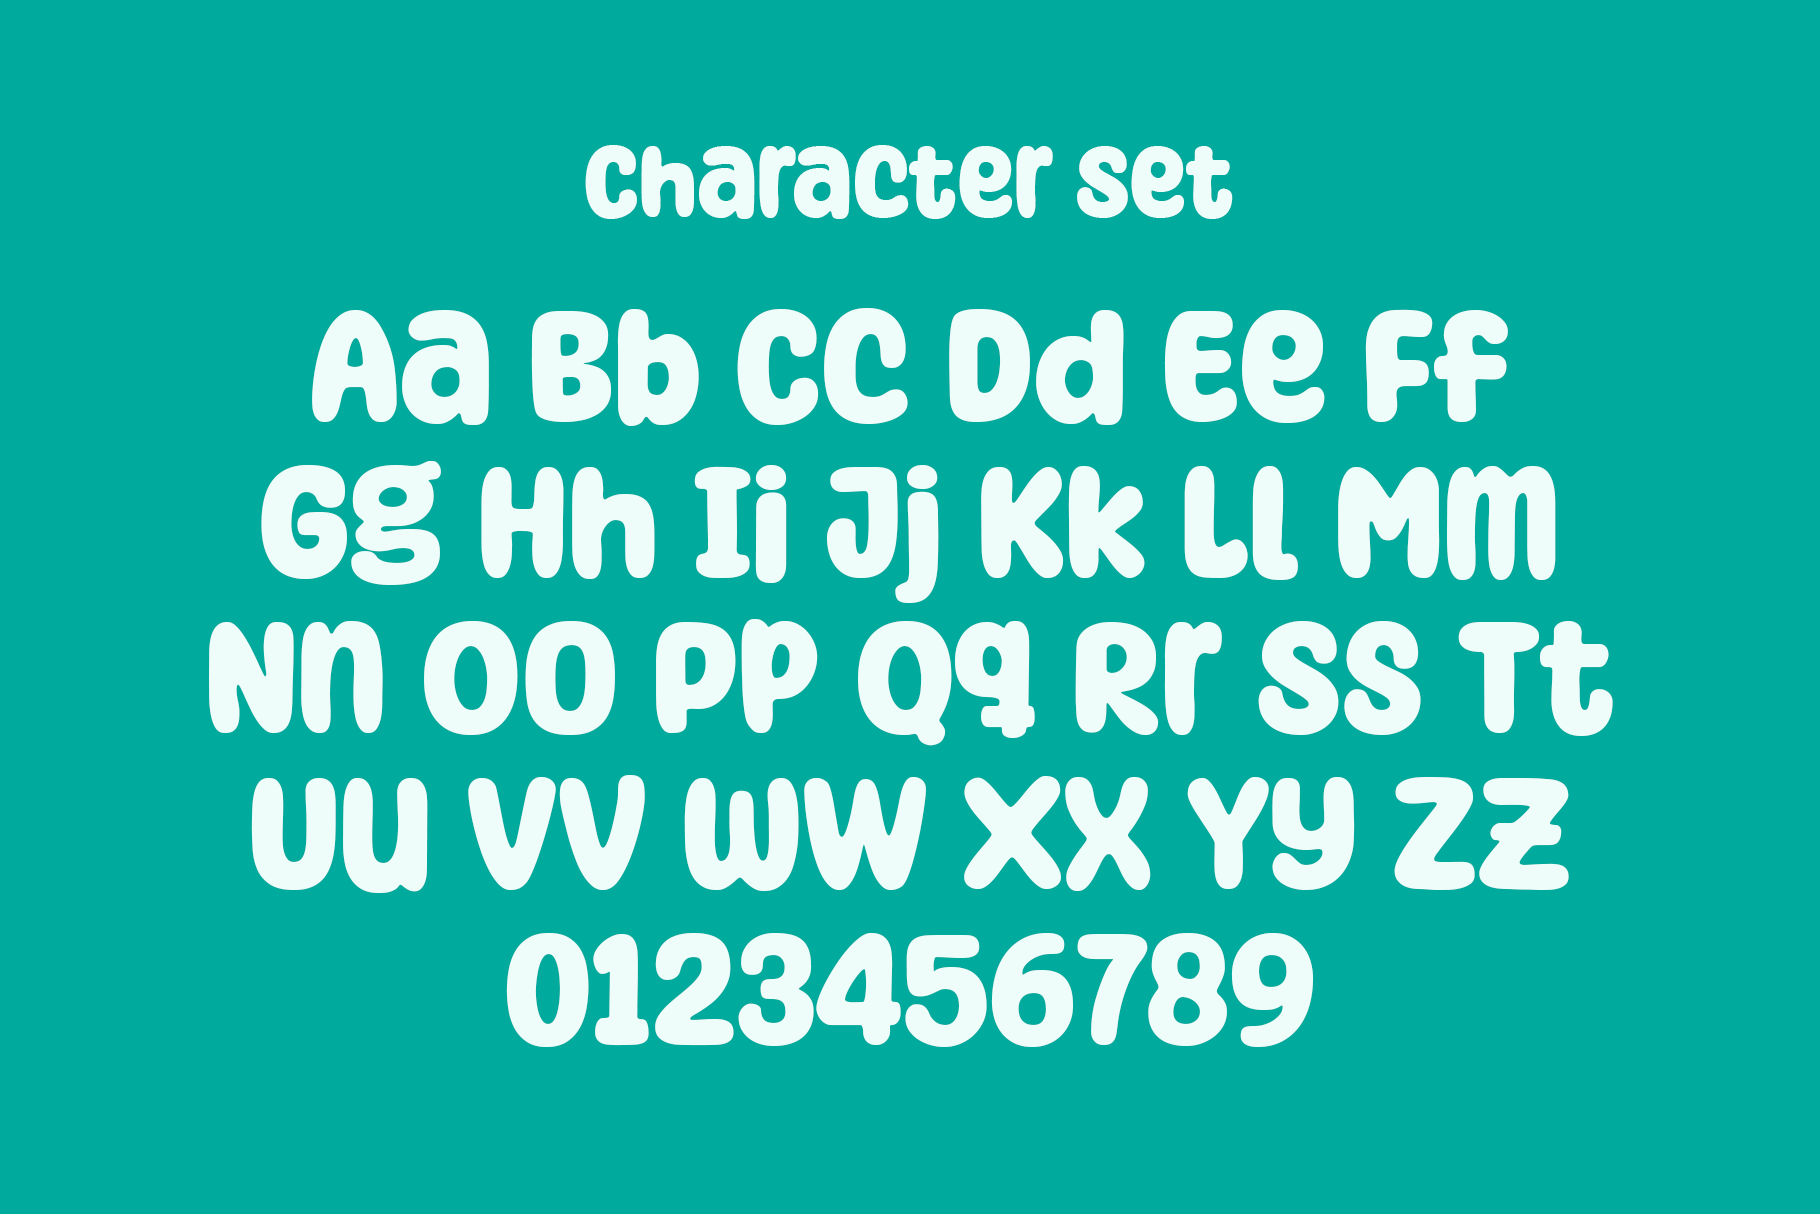 character set
Aa Bb Cc Dd Ee Ff
Gg Hh Ii Jj Kk Ll Mm
Nn Oo Pp Qq Rr Ss Tt
Uu Vv Ww Xx Yy Zz
0123456789